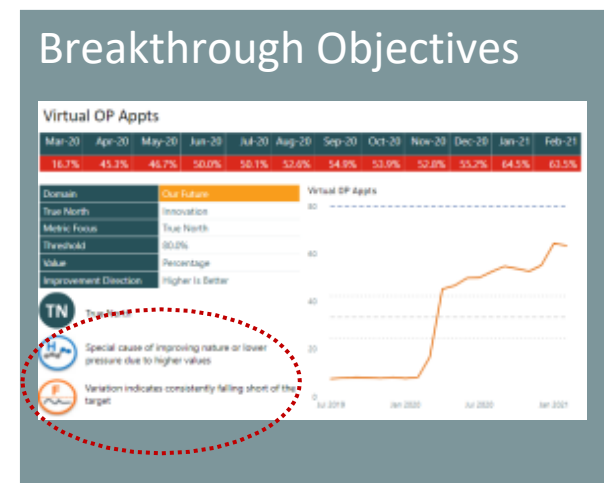 Breakthrough Objectives
Virtual OP Appts
Mar-20 Apr-20 May-20 Jun-20 Jul-20 Aug-20 Sep-20 Oct-20 Nov-20 Dec-20 Jan-21 Feb-21
16.7% 45.3% 46.7% 50.0% 50.1% 52.6% 54.9% 53.9% 52.8% 55.2% 64.5% 63.5%
Domain Our Future
True North Innovation
Metric Focus True North
Threshold 80.0%
Value Percentage
Improvement Direction Higher Is Better
TN True North
H Special cause of improving nature or lower
pressure due to higher values
F Variation indicates consistently falling short of the
target
Virtual OP Appts
80
60
40
20
0
Jul 2019 Jan 2020 Jul 2020 Jan 2021